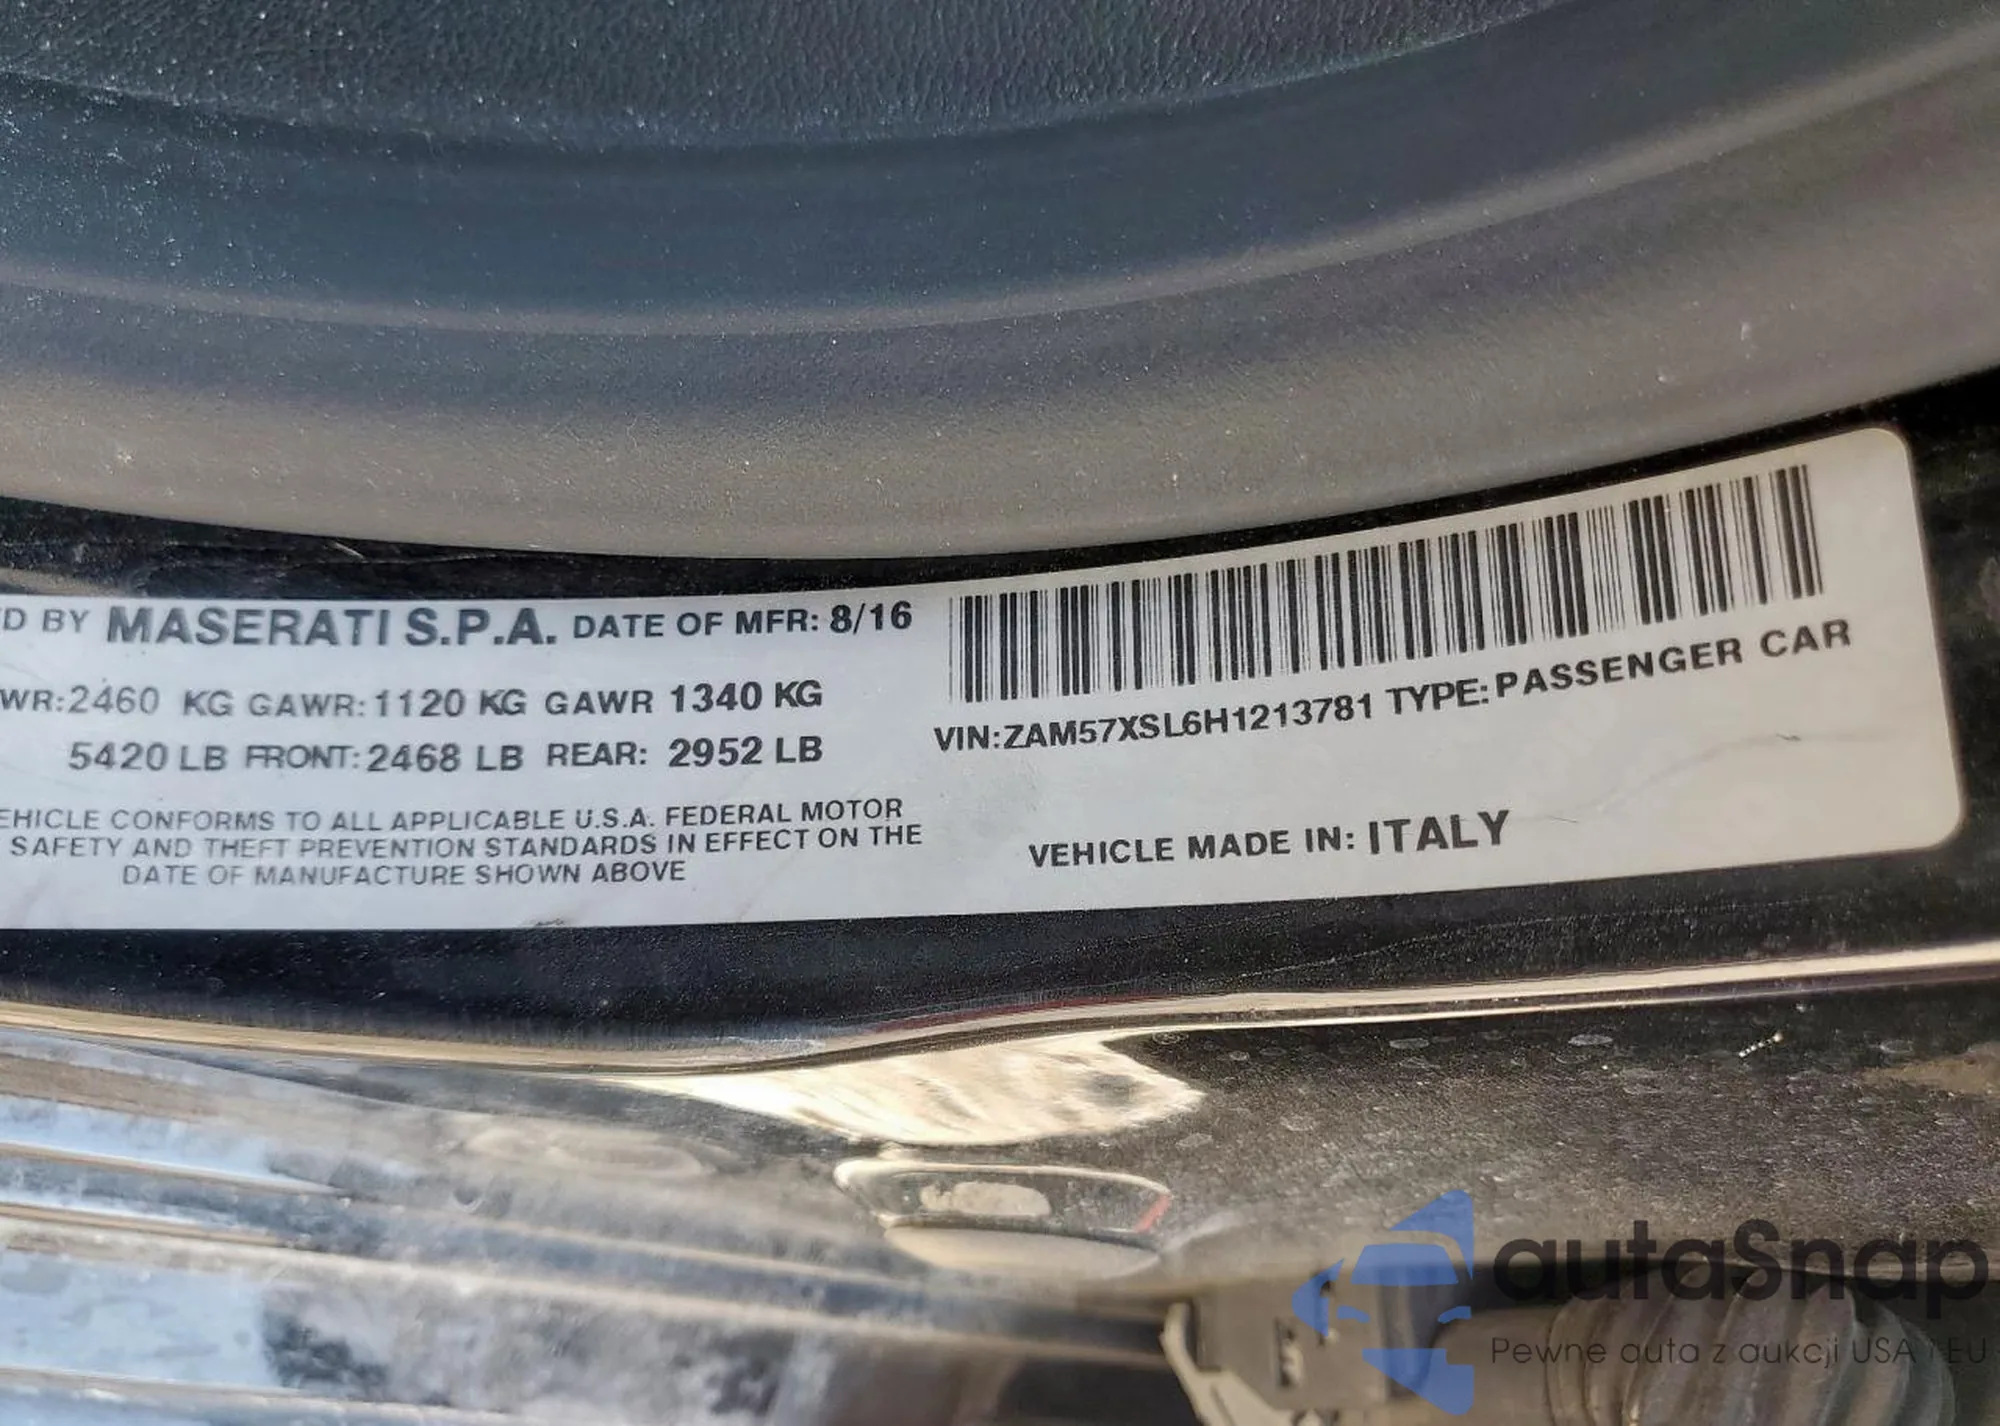 D BY MASERATI S.P.A. DATE OF MFR: 8/16
WR:2460 KG GAWR:1120 KG GAWR 1340 KG
5420 LB FRONT:2468 LB REAR: 2952 LB
EHICLE CONFORMS TO ALL APPLICABLE U.S.A. FEDERAL MOTOR
SAFETY AND THEFT PREVENTION STANDARDS IN EFFECT ON THE
DATE OF MANUFACTURE SHOWN ABOVE
VIN:ZAM57XSL6H1213781 TYPE:PASSENGER CAR
VEHICLE MADE IN: ITALY
autaSnap
Pewne auta z aukcji USA i EU